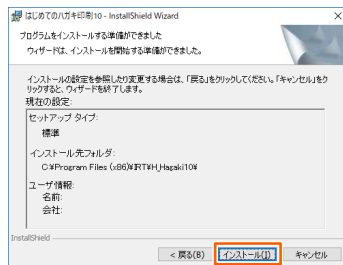 はじめてのハガキ印刷10 - InstallShield Wizard
プログラムをインストールする準備ができました
ウィザードは、インストールを開始する準備ができました。
インストールの設定を参照したり変更する場合は、「戻る」をクリックしてください。「キャンセル」をク
リックすると、ウィザードを終了します。
現在の設定:
セットアップ タイプ:
標準
インストール先フォルダ:
C:¥Program Files (x86)¥IRT¥H_Hagaki10¥
ユーザ情報:
名前:
会社:
InstallShield
< 戻る(B)
インストール(I)
キャンセル